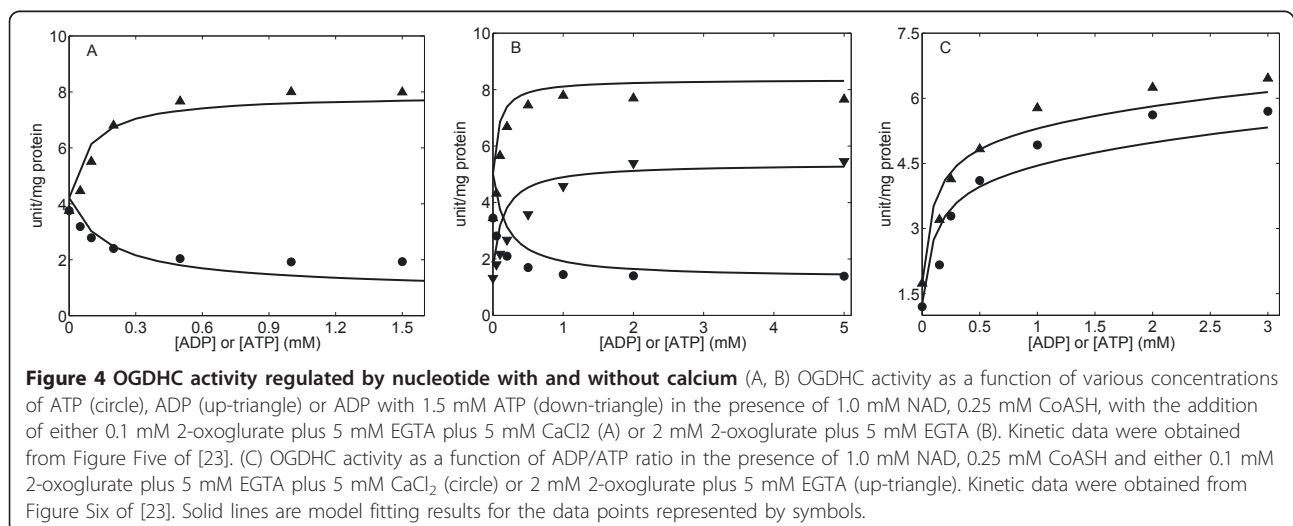 A
unit/mg protein
10
8
6
4
2
0
0 0.3 0.6 0.9 1.2 1.5
[ADP] or [ATP] (mM)
B
10
8
6
4
2
0
0 1 2 3 4 5
[ADP] or [ATP] (mM)
C
unit/mg protein
7.5
6
4.5
3
1.5
0 0.5 1 1.5 2 2.5 3
[ADP] or [ATP] (mM)
Figure 4 OGDHC activity regulated by nucleotide with and without calcium (A, B) OGDHC activity as a function of various concentrations
of ATP (circle), ADP (up-triangle) or ADP with 1.5 mM ATP (down-triangle) in the presence of 1.0 mM NAD, 0.25 mM CoASH, with the addition
of either 0.1 mM 2-oxoglurate plus 5 mM EGTA plus 5 mM CaCl2 (A) or 2 mM 2-oxoglurate plus 5 mM EGTA (B). Kinetic data were obtained
from Figure Five of [23]. (C) OGDHC activity as a function of ADP/ATP ratio in the presence of 1.0 mM NAD, 0.25 mM CoASH and either 0.1 mM
2-oxoglurate plus 5 mM EGTA plus 5 mM CaCl₂ (circle) or 2 mM 2-oxoglurate plus 5 mM EGTA (up-triangle). Kinetic data were obtained from
Figure Six of [23]. Solid lines are model fitting results for the data points represented by symbols.